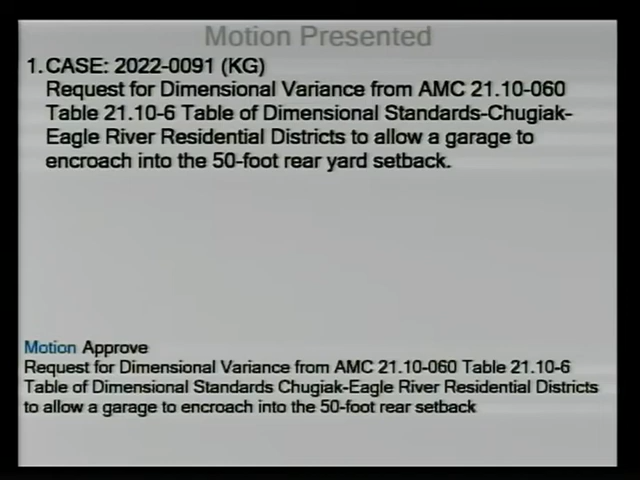 Motion Presented
1. CASE: 2022-0091 (KG)
Request for Dimensional Variance from AMC 21.10-060
Table 21.10-6 Table of Dimensional Standards-Chugiak-
Eagle River Residential Districts to allow a garage to
encroach into the 50-foot rear yard setback.
Motion Approve
Request for Dimensional Variance from AMC 21.10-060 Table 21.10-6
Table of Dimensional Standards Chugiak-Eagle River Residential Districts
to allow a garage to encroach into the 50-foot rear setback